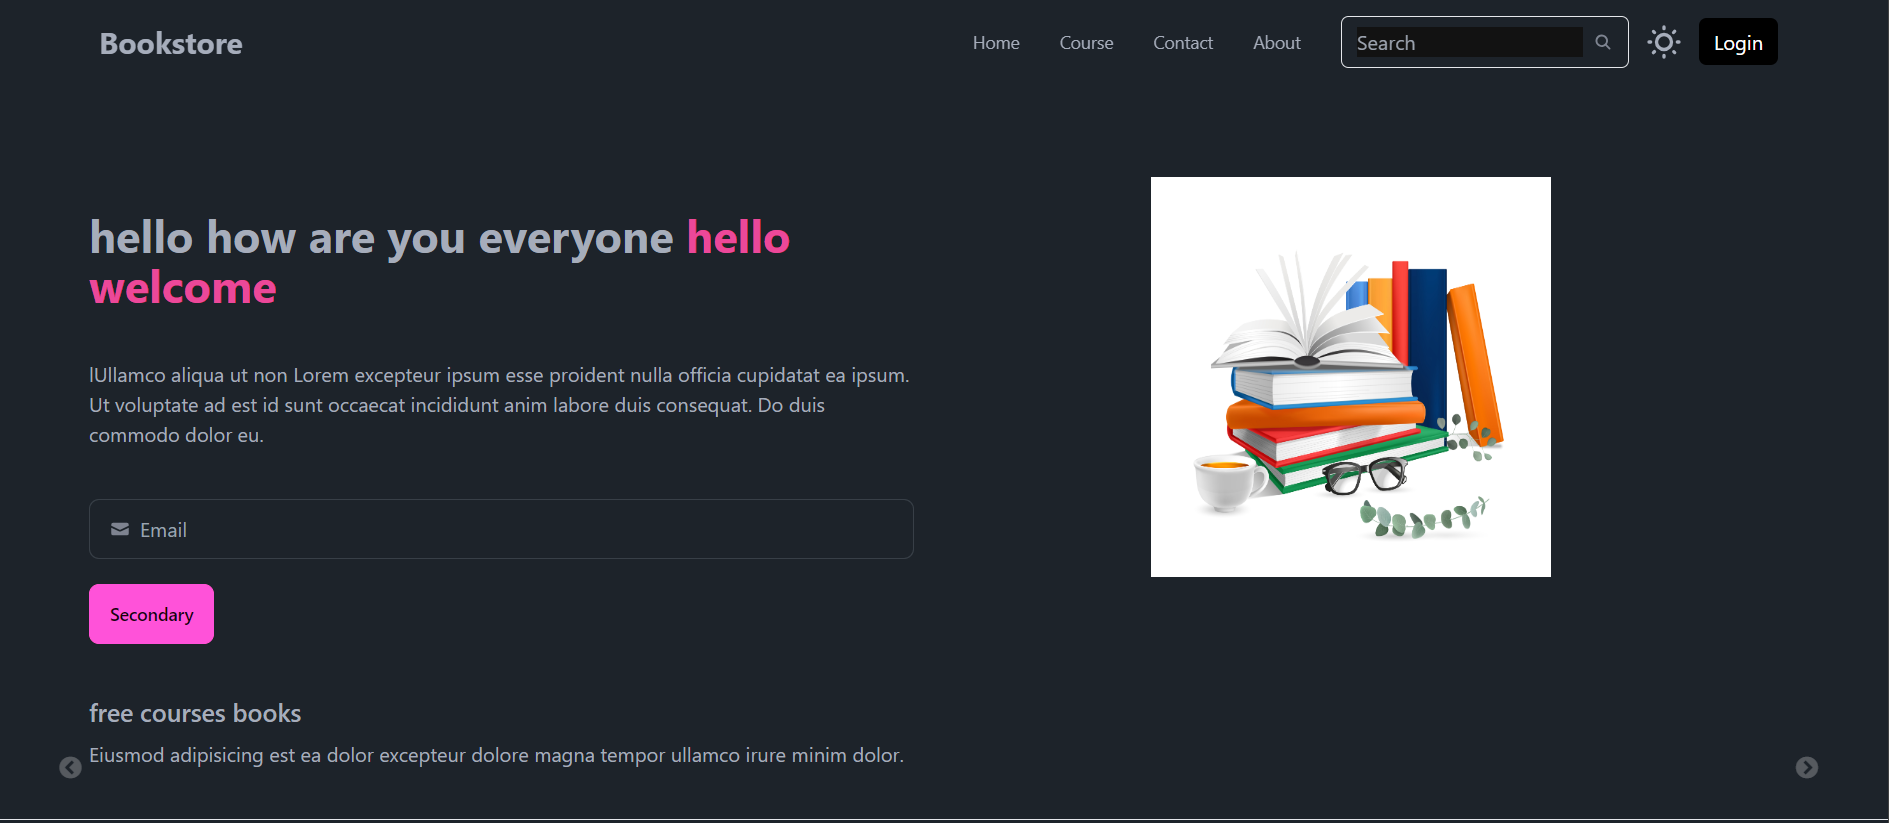 Bookstore
Home Course Contact About Search Login
hello how are you everyone hello
welcome
lUllamco aliqua ut non Lorem excepteur ipsum esse proident nulla officia cupidatat ea ipsum.
Ut voluptate ad est id sunt occaecat incididunt anim labore duis consequat. Do duis
commodo dolor eu.
Email
Secondary
free courses books
Eiusmod adipisicing est ea dolor excepteur dolore magna tempor ullamco irure minim dolor.